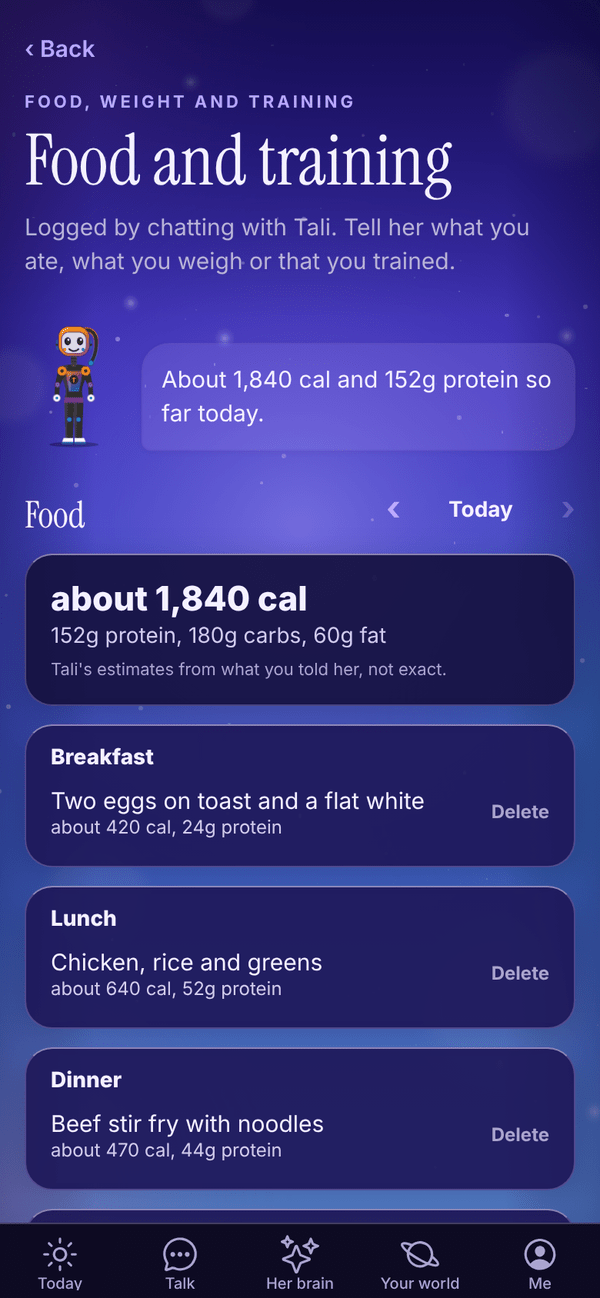 ‹ Back
FOOD, WEIGHT AND TRAINING
Food and training
Logged by chatting with Tali. Tell her what you
ate, what you weigh or that you trained.
About 1,840 cal and 152g protein so
far today.
Food
‹ Today ›
about 1,840 cal
152g protein, 180g carbs, 60g fat
Tali's estimates from what you told her, not exact.
Breakfast
Two eggs on toast and a flat white
about 420 cal, 24g protein
Delete
Lunch
Chicken, rice and greens
about 640 cal, 52g protein
Delete
Dinner
Beef stir fry with noodles
about 470 cal, 44g protein
Delete
Today
Talk
Her brain
Your world
Me